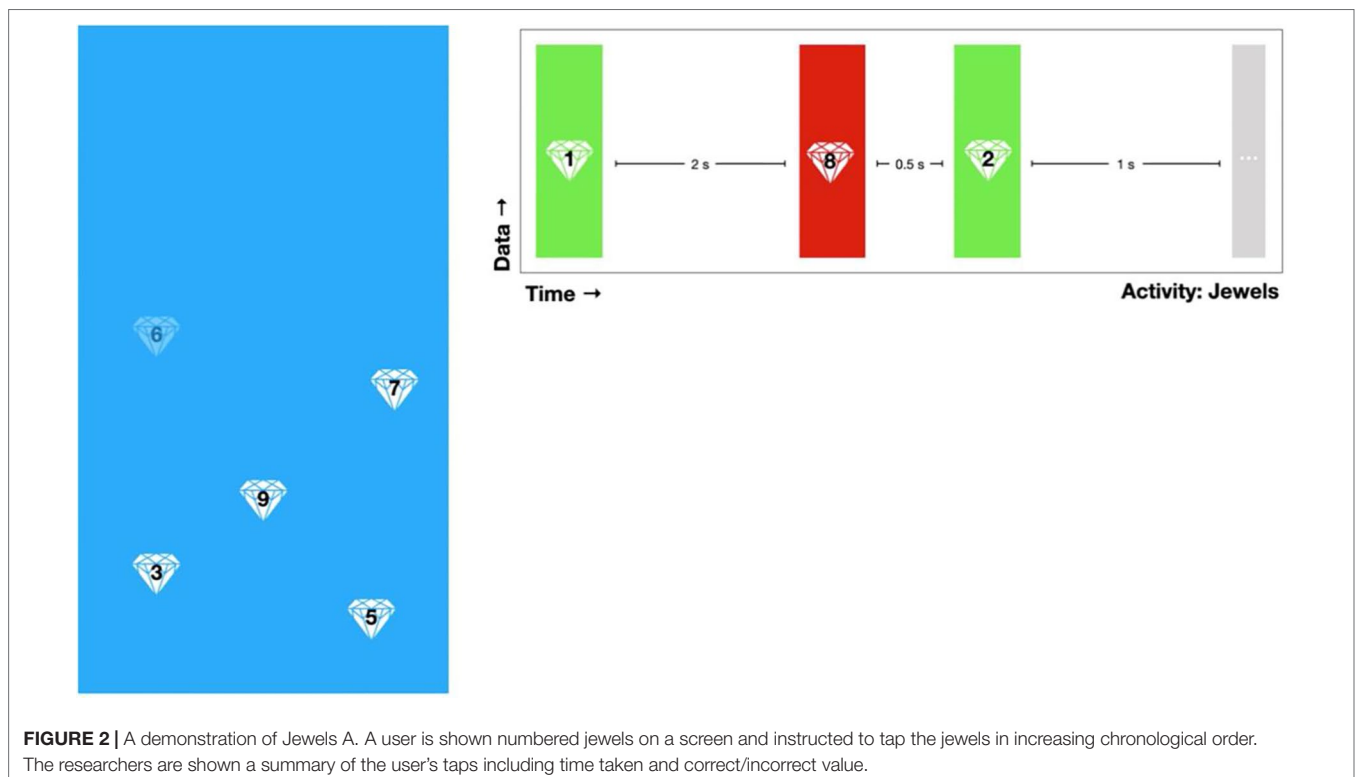 6
7
9
3
5
1
2 s
8
0.5 s
2
1 s
...
Data →
Time →
Activity: Jewels
FIGURE 2 | A demonstration of Jewels A. A user is shown numbered jewels on a screen and instructed to tap the jewels in increasing chronological order.
The researchers are shown a summary of the user's taps including time taken and correct/incorrect value.